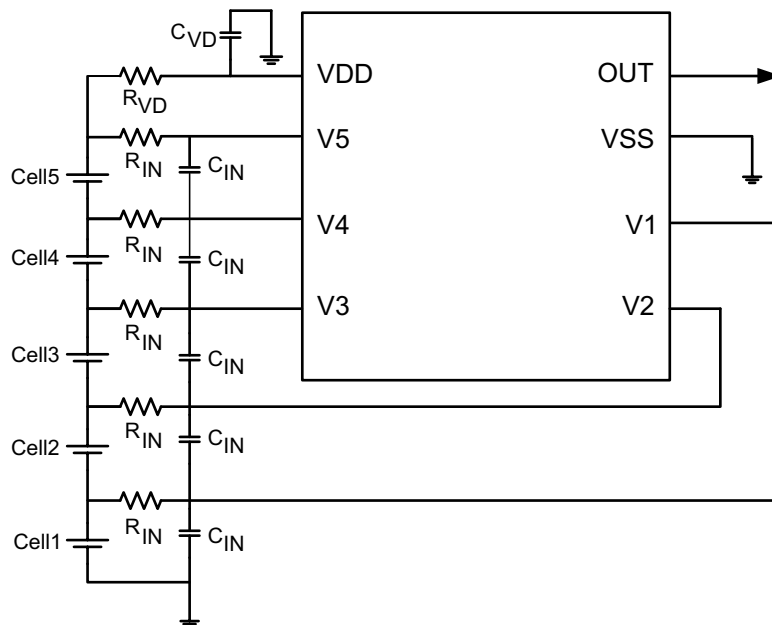 CVD
VDD
OUT
RVD
V5
VSS
RIN
CIN
Cell5
V4
V1
RIN
CIN
Cell4
V3
V2
RIN
CIN
Cell3
RIN
CIN
Cell2
RIN
CIN
Cell1